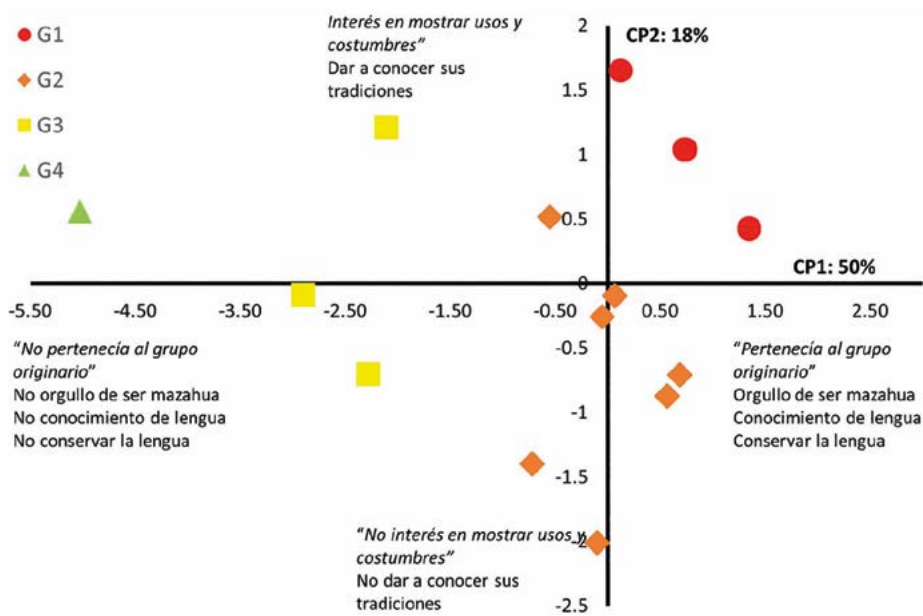 G1
G2
G3
G4
Interés en mostrar usos y
costumbres”
Dar a conocer sus
tradiciones
CP2: 18%
2
1.5
1
0.5
0
-0.5
-1
-1.5
-2
-2.5
CP1: 50%
-5.50 -4.50 -3.50 -2.50 -1.50 -0.50 0.50 1.50 2.50
“No pertenecía al grupo
originario”
No orgullo de ser mazahua
No conocimiento de lengua
No conservar la lengua
“Pertenecía al grupo
originario”
Orgullo de ser mazahua
Conocimiento de lengua
Conservar la lengua
“No interés en mostrar usos y
costumbres”
No dar a conocer sus
tradiciones